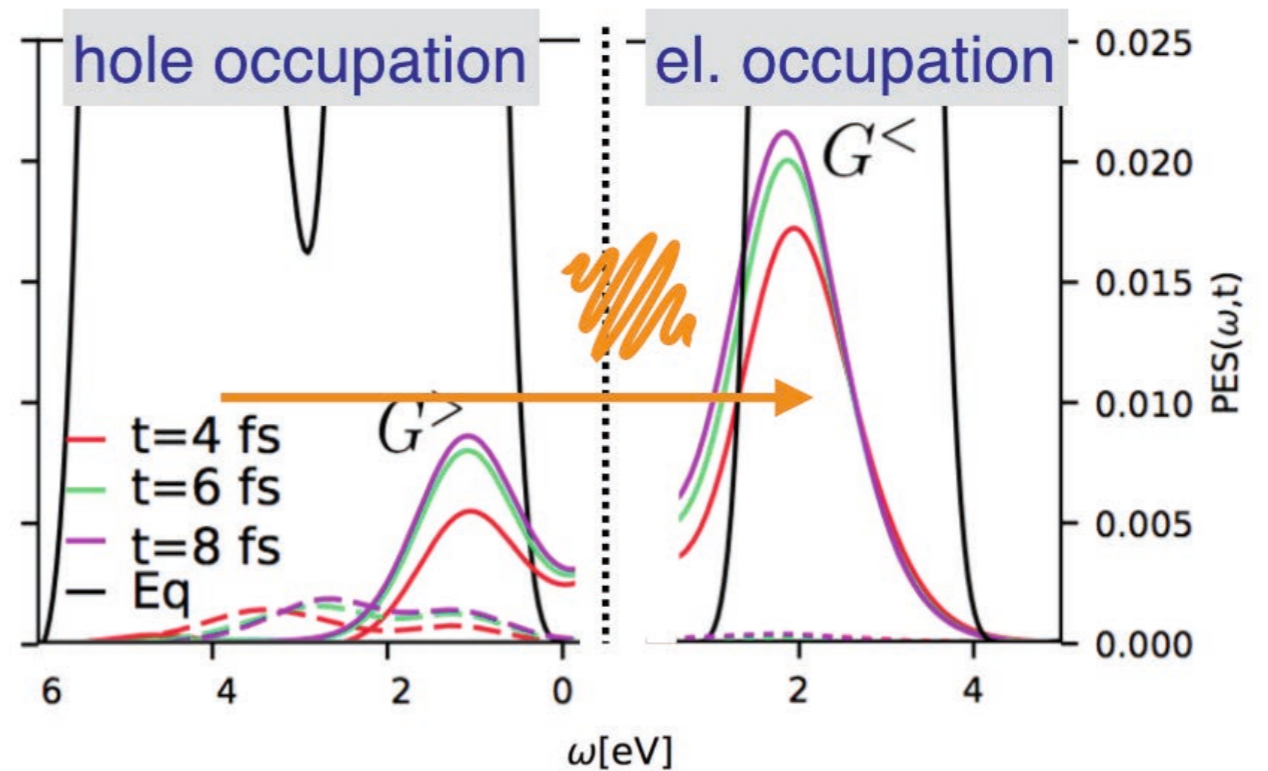 hole occupation
el. occupation
0.025
G<
0.020
0.015
0.010
G>
t=4 fs
t=6 fs
t=8 fs
Eq
0.005
0.000
PES(ω,t)
6 4 2 0 2 4
ω[eV]